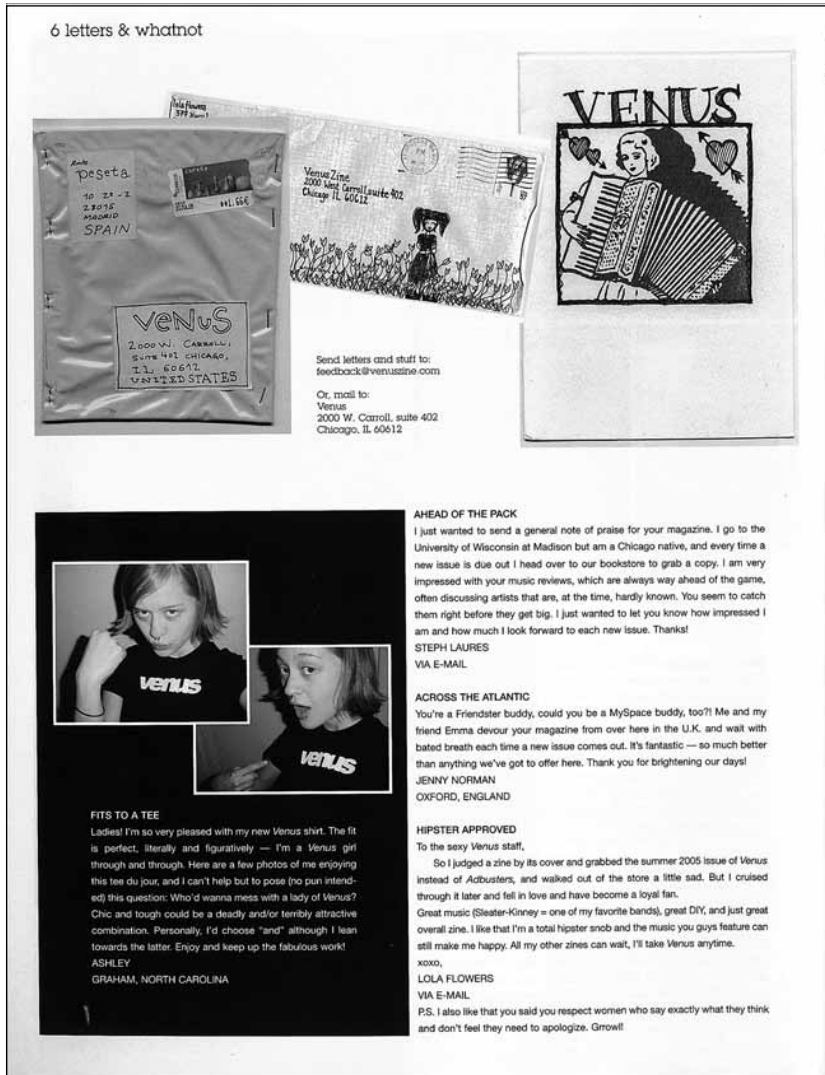 6 letters & whatnot
VENUS
lola flowers
Venus Zine
2000 West Carroll, suite 402
Chicago IL 60612
peseta
28015
MADRID
SPAIN
España
VENUS
2000 W. CARROLL,
SUITE 402 CHICAGO,
IL, 60612
UNITED STATES
Send letters and stuff to:
feedback@venuszine.com
Or, mail to:
Venus
2000 W. Carroll, suite 402
Chicago, IL 60612
venus
venus
FITS TO A TEE
Ladies! I'm so very pleased with my new Venus shirt. The fit
is perfect, literally and figuratively — I'm a Venus girl
through and through. Here are a few photos of me enjoying
this tee du jour, and I can't help but to pose (no pun intend-
ed) this question: Who'd wanna mess with a lady of Venus?
Chic and tough could be a deadly and/or terribly attractive
combination. Personally, I'd choose "and" although I lean
towards the latter. Enjoy and keep up the fabulous work!
ASHLEY
GRAHAM, NORTH CAROLINA
AHEAD OF THE PACK
I just wanted to send a general note of praise for your magazine. I go to the
University of Wisconsin at Madison but am a Chicago native, and every time a
new issue is due out I head over to our bookstore to grab a copy. I am very
impressed with your music reviews, which are always way ahead of the game,
often discussing artists that are, at the time, hardly known. You seem to catch
them right before they get big. I just wanted to let you know how impressed I
am and how much I look forward to each new issue. Thanks!
STEPH LAURES
VIA E-MAIL
ACROSS THE ATLANTIC
You're a Friendster buddy, could you be a MySpace buddy, too?! Me and my
friend Emma devour your magazine from over here in the U.K. and wait with
bated breath each time a new issue comes out. It's fantastic — so much better
than anything we've got to offer here. Thank you for brightening our days!
JENNY NORMAN
OXFORD, ENGLAND
HIPSTER APPROVED
To the sexy Venus staff,
So I judged a zine by its cover and grabbed the summer 2005 issue of Venus
instead of Adbusters, and walked out of the store a little sad. But I cruised
through it later and fell in love and have become a loyal fan.
Great music (Sleater-Kinney = one of my favorite bands), great DIY, and just great
overall zine. I like that I'm a total hipster snob and the music you guys feature can
still make me happy. All my other zines can wait, I'll take Venus anytime.
xoxo,
LOLA FLOWERS
VIA E-MAIL
P.S. I also like that you said you respect women who say exactly what they think
and don't feel they need to apologize. Grrowl!